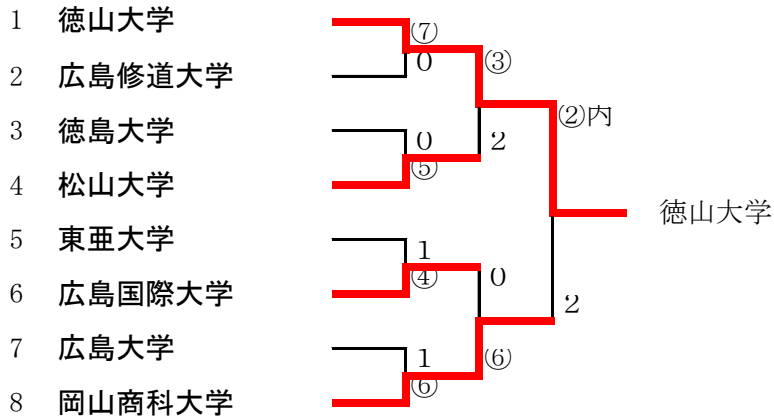 1 徳山大学
⑦
0
2 広島修道大学
③
②内
3 徳島大学
0
2
⑤
4 松山大学
徳山大学
5 東亜大学
1
④
0
6 広島国際大学
2
7 広島大学
1
⑥
⑥
8 岡山商科大学